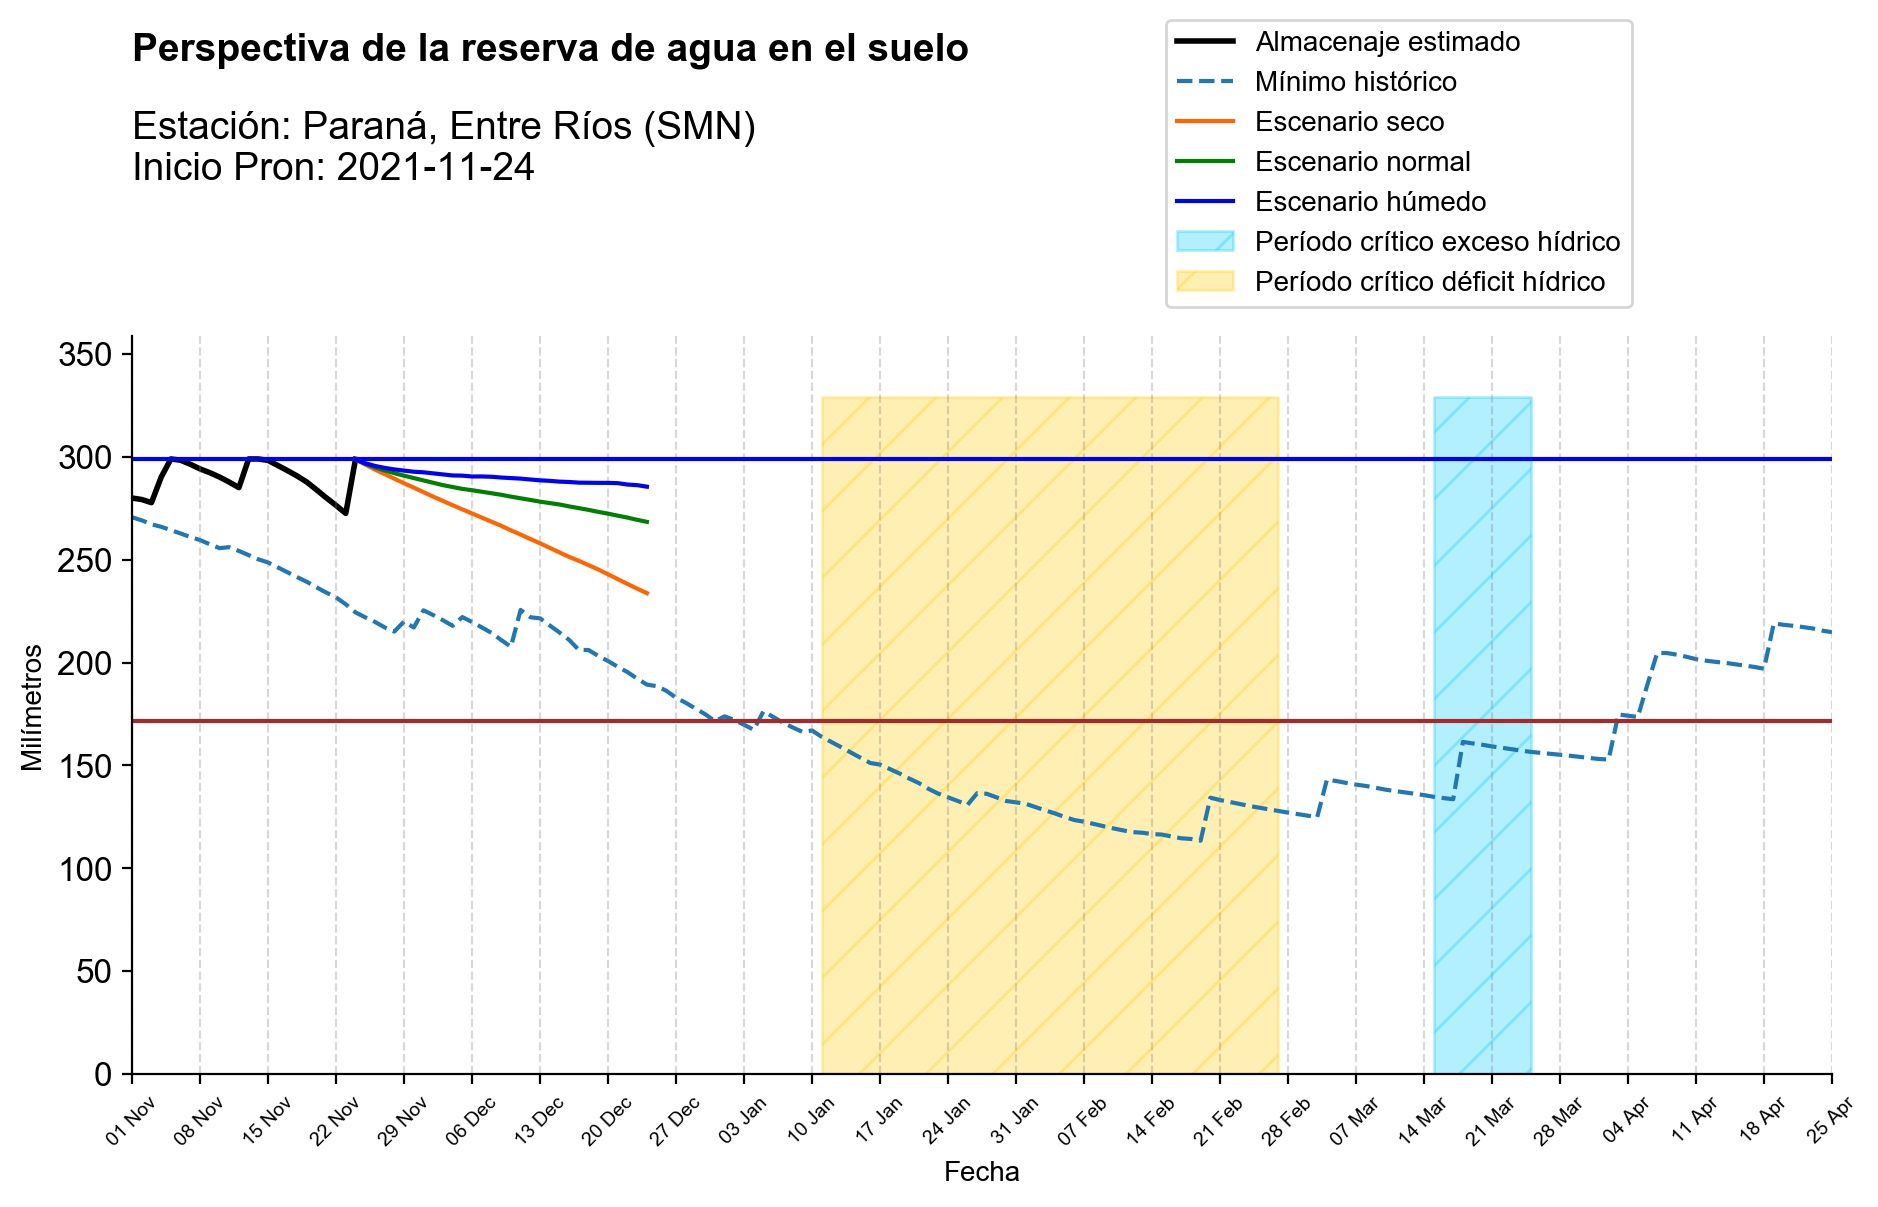 Perspectiva de la reserva de agua en el suelo
Estación: Paraná, Entre Ríos (SMN)
Inicio Pron: 2021-11-24
Almacenaje estimado
Mínimo histórico
Escenario seco
Escenario normal
Escenario húmedo
Período crítico exceso hídrico
Período crítico déficit hídrico
350
300
250
200
150
100
50
0
Milímetros
01 Nov
08 Nov
15 Nov
22 Nov
29 Nov
06 Dec
13 Dec
20 Dec
27 Dec
03 Jan
10 Jan
17 Jan
24 Jan
31 Jan
07 Feb
14 Feb
21 Feb
28 Feb
07 Mar
14 Mar
21 Mar
28 Mar
04 Apr
11 Apr
18 Apr
25 Apr
Fecha